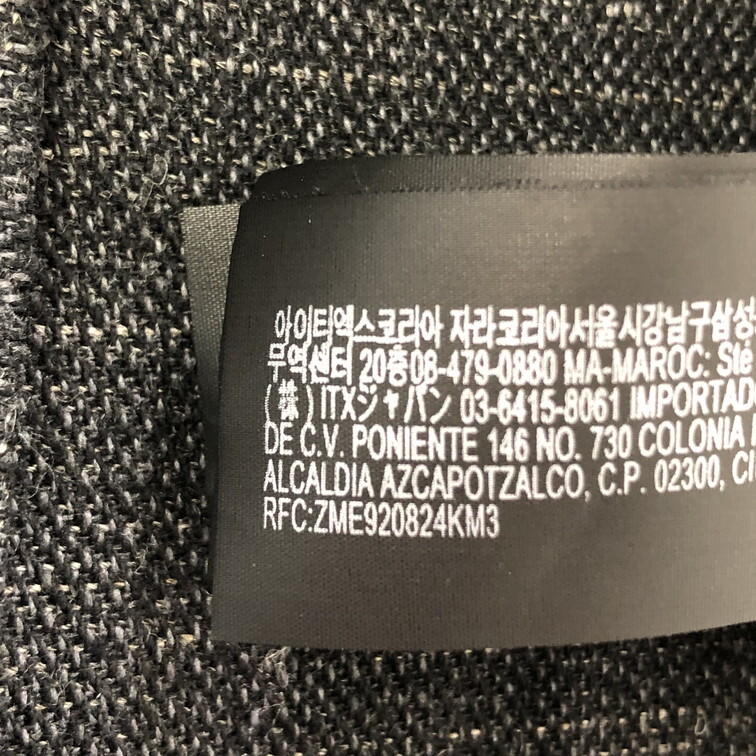 아이티엑스코리아 자라코리아서울시강남구삼성
무역센터 20층08-479-0880 MA-MAROC: Sté
(株) ITXジャパン 03-6415-8061 IMPORTAD
DE C.V. PONIENTE 146 NO. 730 COLONIA
ALCALDIA AZCAPOTZALCO, C.P. 02300, CI
RFC:ZME920824KM3